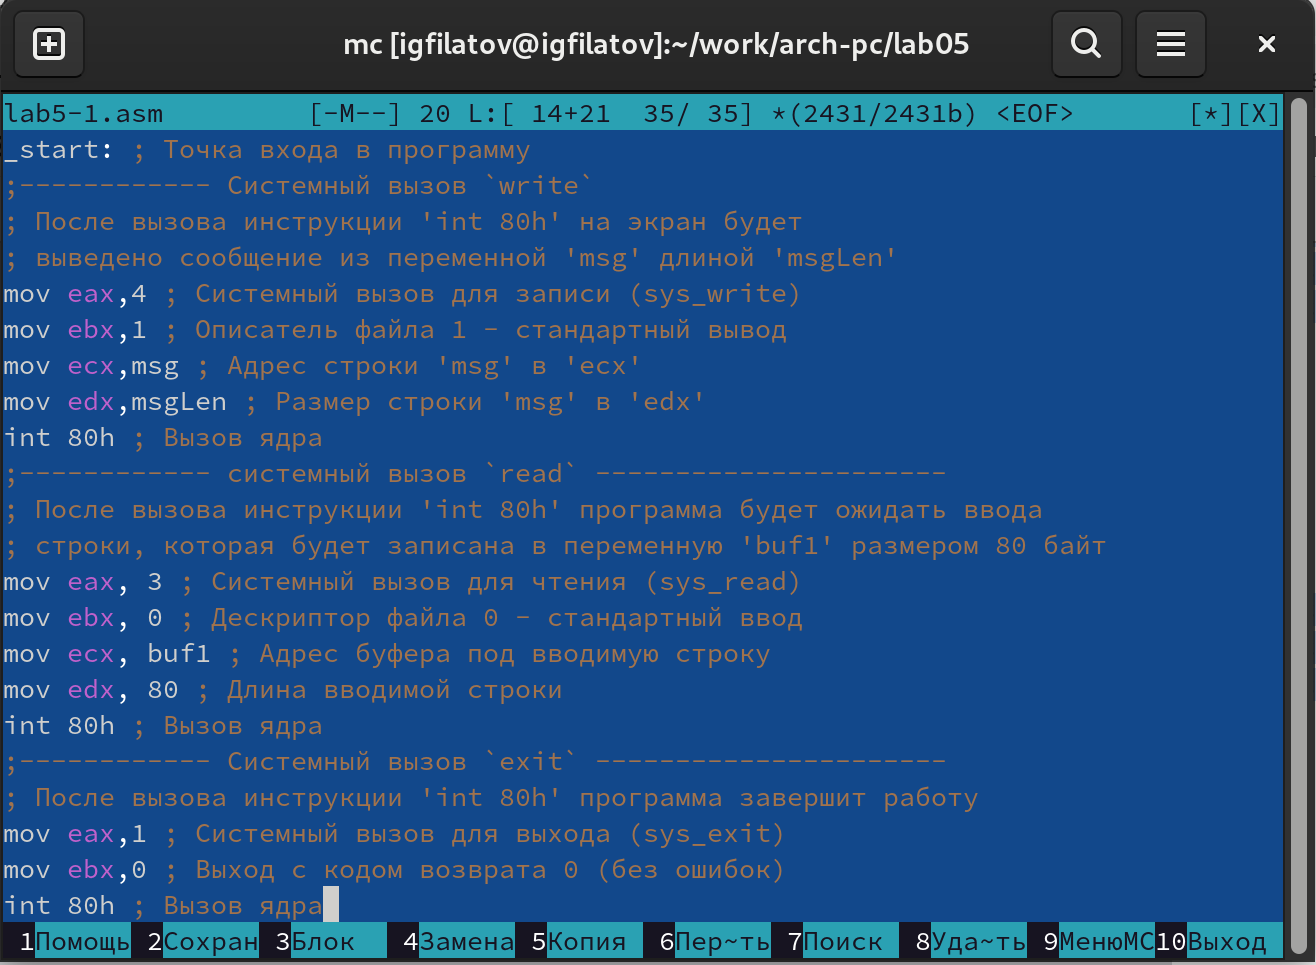 mc [igfilatov@igfilatov]:~/work/arch-pc/lab05
lab5-1.asm [-M--] 20 L:[ 14+21 35/ 35] *(2431/2431b) <EOF> [*][X]
_start: ; Точка входа в программу
;------------ Системный вызов `write`
; После вызова инструкции 'int 80h' на экран будет
; выведено сообщение из переменной 'msg' длиной 'msgLen'
mov eax,4 ; Системный вызов для записи (sys_write)
mov ebx,1 ; Описатель файла 1 - стандартный вывод
mov ecx,msg ; Адрес строки 'msg' в 'ecx'
mov edx,msgLen ; Размер строки 'msg' в 'edx'
int 80h ; Вызов ядра
;------------ системный вызов `read` ----------------------
; После вызова инструкции 'int 80h' программа будет ожидать ввода
; строки, которая будет записана в переменную 'buf1' размером 80 байт
mov eax, 3 ; Системный вызов для чтения (sys_read)
mov ebx, 0 ; Дескриптор файла 0 - стандартный ввод
mov ecx, buf1 ; Адрес буфера под вводимую строку
mov edx, 80 ; Длина вводимой строки
int 80h ; Вызов ядра
;------------ Системный вызов `exit` ----------------------
; После вызова инструкции 'int 80h' программа завершит работу
mov eax,1 ; Системный вызов для выхода (sys_exit)
mov ebx,0 ; Выход с кодом возврата 0 (без ошибок)
int 80h ; Вызов ядра
1Помощь 2Сохран 3Блок 4Замена 5Копия 6Пер~ть 7Поиск 8Уда~ть 9МенюMC 10Выход